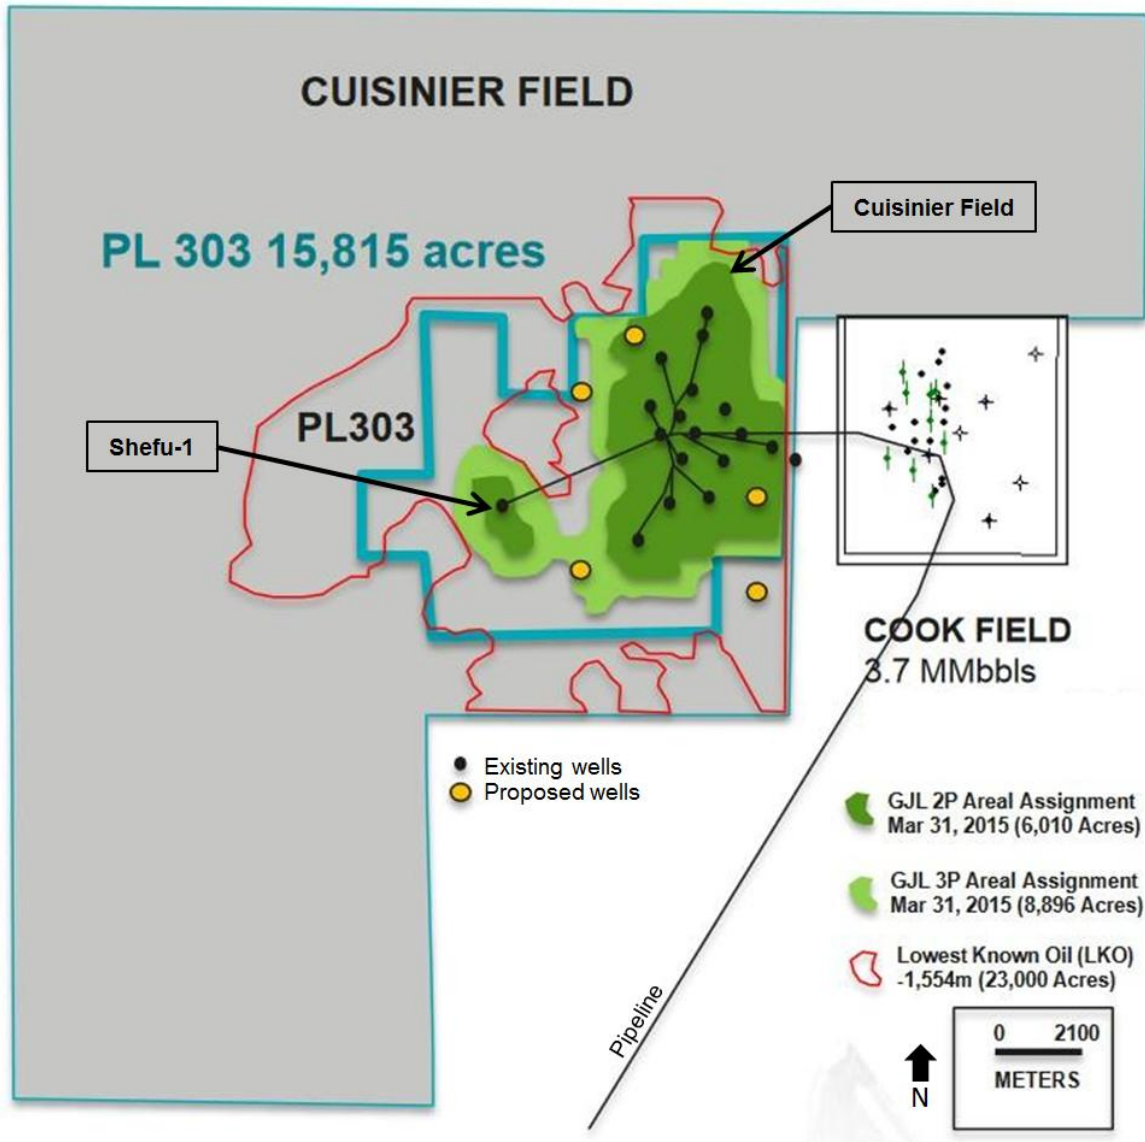 CUISINIER FIELD
Cuisinier Field
PL 303 15,815 acres
PL303
Shefu-1
COOK FIELD
3.7 MMbbls
Existing wells
Proposed wells
GJL 2P Areal Assignment
Mar 31, 2015 (6,010 Acres)
GJL 3P Areal Assignment
Mar 31, 2015 (8,896 Acres)
Lowest Known Oil (LKO)
-1,554m (23,000 Acres)
Pipeline
N
0 2100
METERS